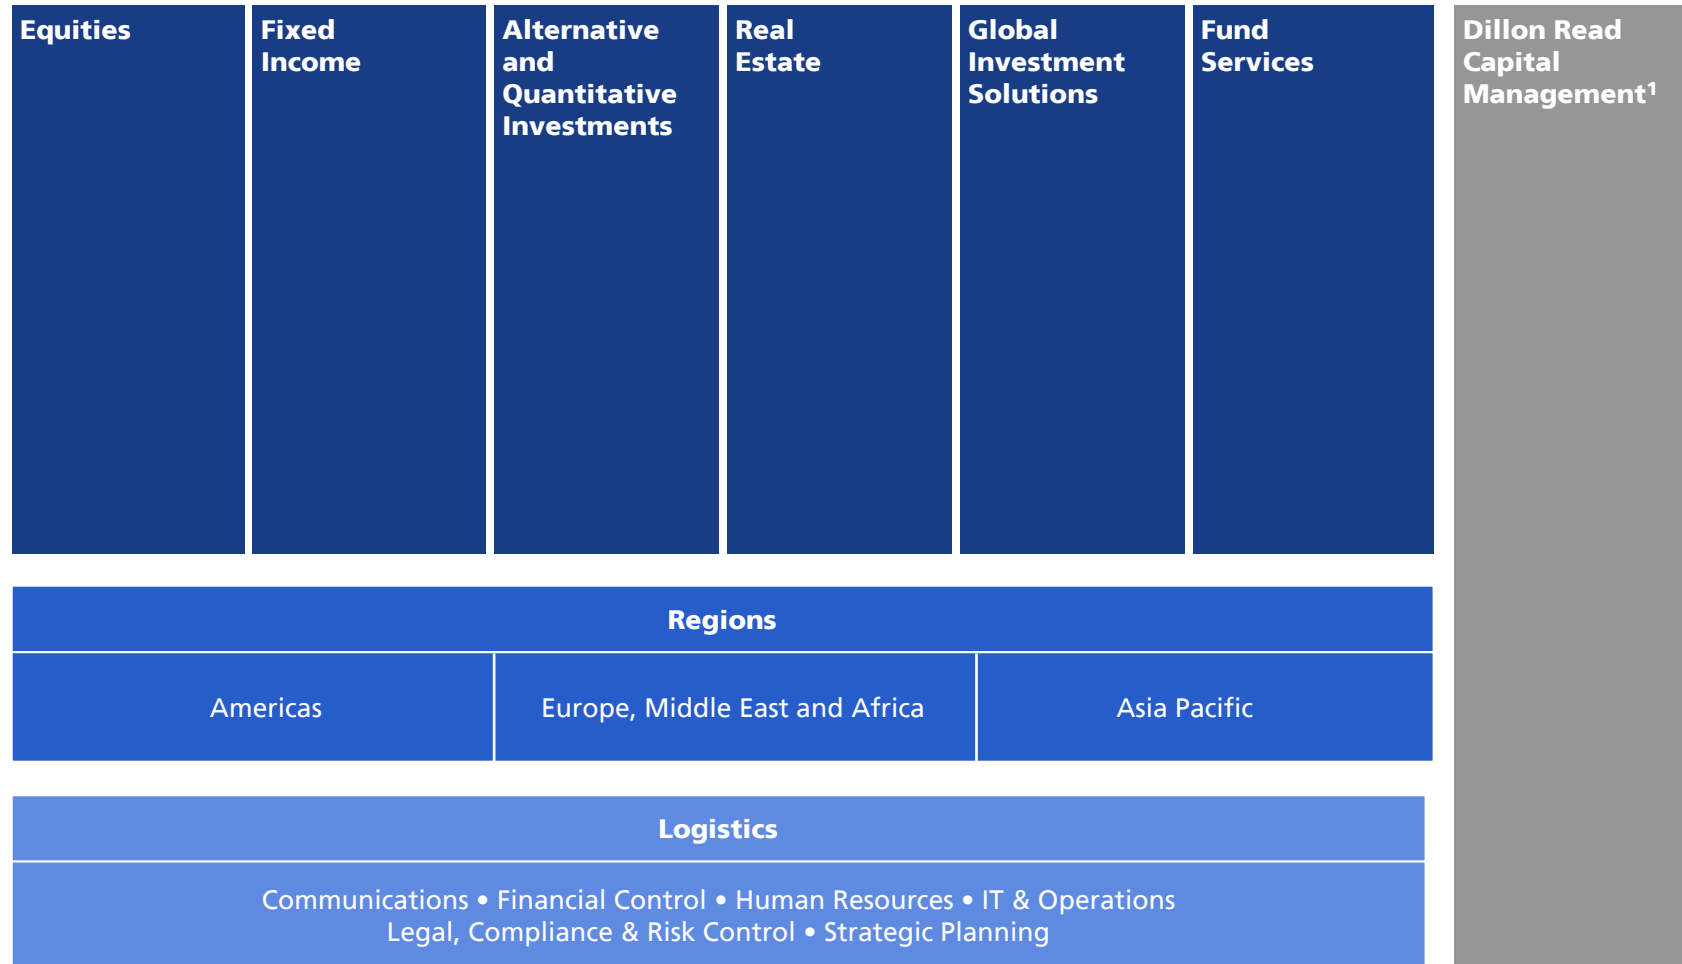 Equities
Fixed
Income
Alternative
and
Quantitative
Investments
Real
Estate
Global
Investment
Solutions
Fund
Services
Dillon Read
Capital
Management¹
Regions
Americas
Europe, Middle East and Africa
Asia Pacific
Logistics
Communications • Financial Control • Human Resources • IT & Operations
Legal, Compliance & Risk Control • Strategic Planning